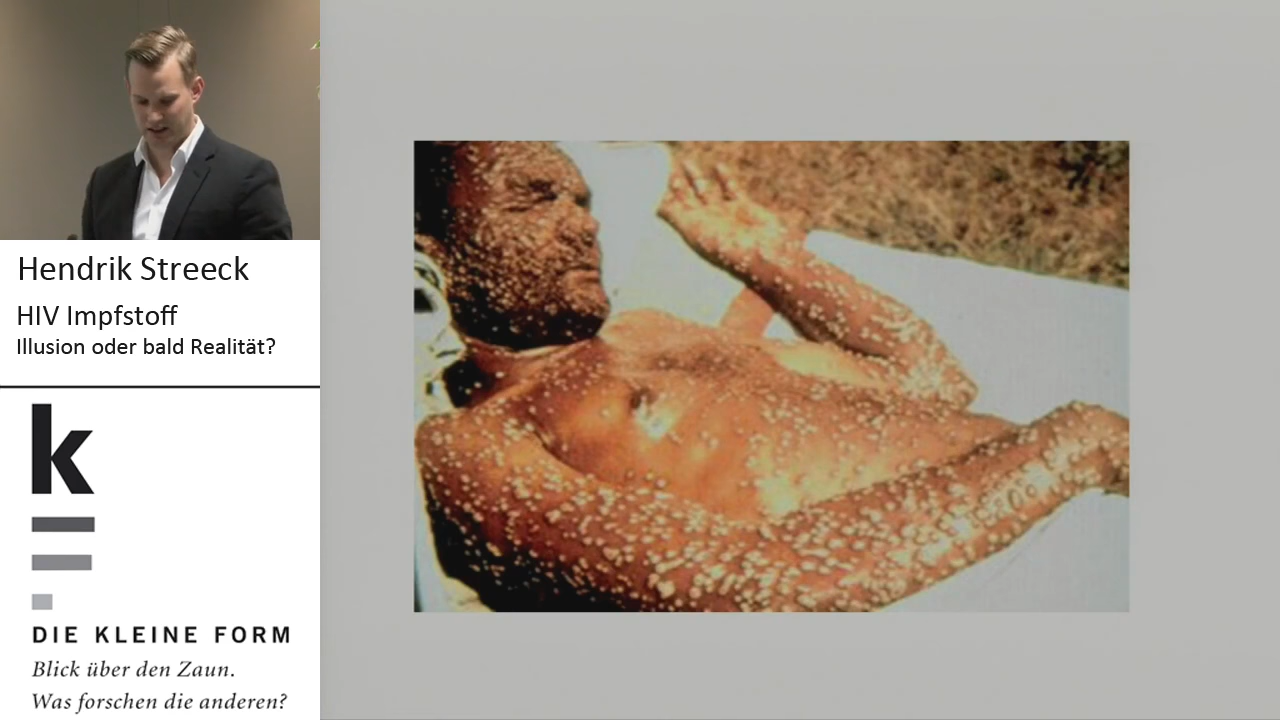 Hendrik Streeck
HIV Impfstoff
Illusion oder bald Realität?
k
DIE KLEINE FORM
Blick über den Zaun.
Was forschen die anderen?